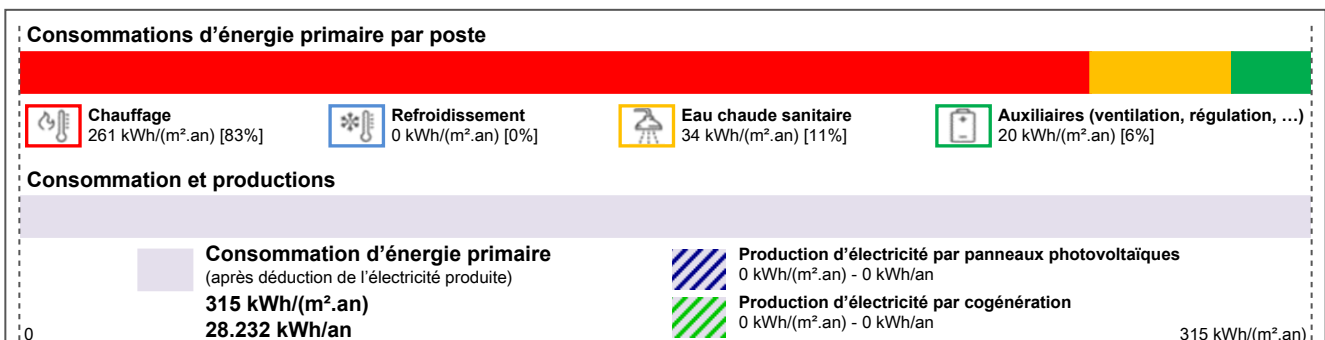 Consommations d’énergie primaire par poste
Chauffage
261 kWh/(m².an) [83%]
Refroidissement
0 kWh/(m².an) [0%]
Eau chaude sanitaire
34 kWh/(m².an) [11%]
Auxiliaires (ventilation, régulation, …)
20 kWh/(m².an) [6%]
Consommation et productions
Consommation d’énergie primaire
(après déduction de l’électricité produite)
315 kWh/(m².an)
28.232 kWh/an
Production d’électricité par panneaux photovoltaïques
0 kWh/(m².an) - 0 kWh/an
Production d’électricité par cogénération
0 kWh/(m².an) - 0 kWh/an
0
315 kWh/(m².an)